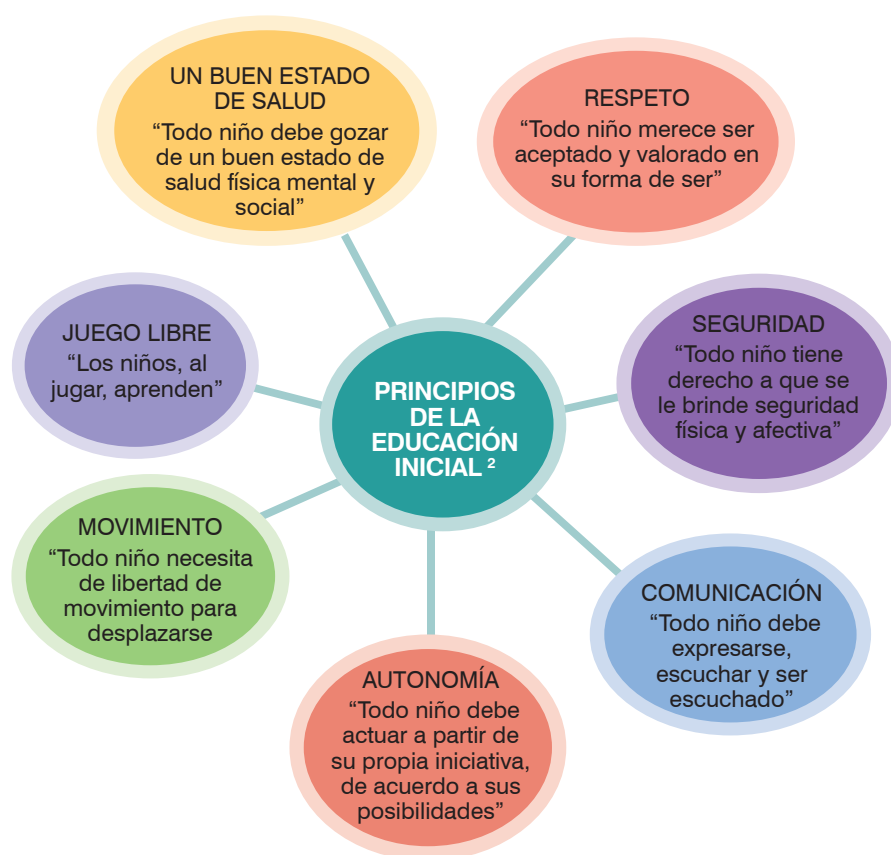 UN BUEN ESTADO
DE SALUD
“Todo niño debe gozar
de un buen estado de
salud física mental y
social”
RESPETO
“Todo niño merece ser
aceptado y valorado en
su forma de ser”
JUEGO LIBRE
“Los niños, al
jugar, aprenden”
PRINCIPIOS
DE LA
EDUCACIÓN
INICIAL ²
SEGURIDAD
“Todo niño tiene
derecho a que se
le brinde seguridad
física y afectiva”
MOVIMIENTO
“Todo niño necesita
de libertad de
movimiento para
desplazarse
COMUNICACIÓN
“Todo niño debe
expresarse,
escuchar y ser
escuchado”
AUTONOMÍA
“Todo niño debe
actuar a partir de
su propia iniciativa,
de acuerdo a sus
posibilidades”